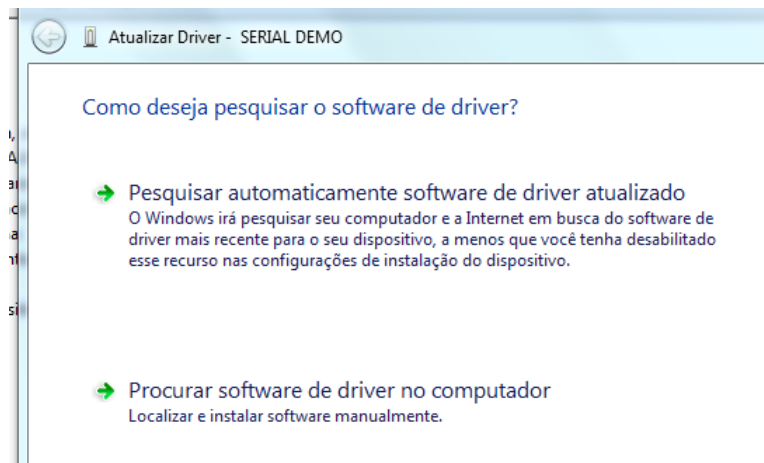 Atualizar Driver - SERIAL DEMO
Como deseja pesquisar o software de driver?
Pesquisar automaticamente software de driver atualizado
O Windows irá pesquisar seu computador e a Internet em busca do software de
driver mais recente para o seu dispositivo, a menos que você tenha desabilitado
esse recurso nas configurações de instalação do dispositivo.
Procurar software de driver no computador
Localizar e instalar software manualmente.